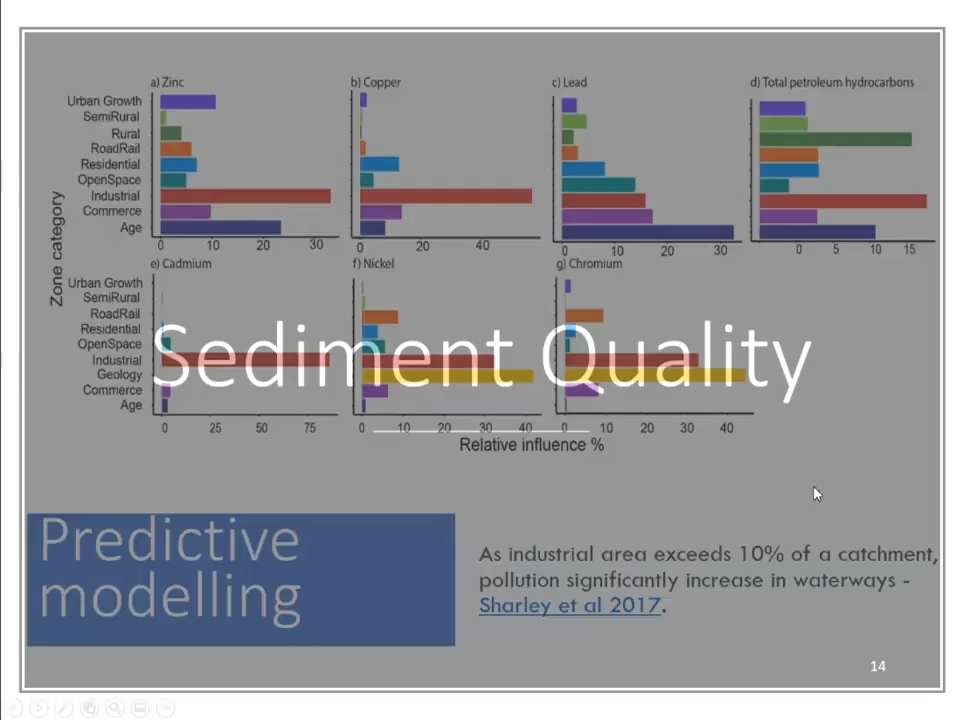 a) Zinc
b) Copper
c) Lead
d) Total petroleum hydrocarbons
Urban Growth
SemiRural
Rural
RoadRail
Residential
OpenSpace
Industrial
Commerce
Age
0 10 20 30
0 20 40
0 10 20 30
0 5 10 15
Zone category
e) Cadmium
f) Nickel
g) Chromium
Urban Growth
SemiRural
RoadRail
Residential
OpenSpace
Industrial
Geology
Commerce
Age
0 25 50 75
0 10 20 30 40
0 10 20 30 40
Relative influence %
Sediment Quality
Predictive
modelling
As industrial area exceeds 10% of a catchment,
pollution significantly increase in waterways -
Sharley et al 2017.
14